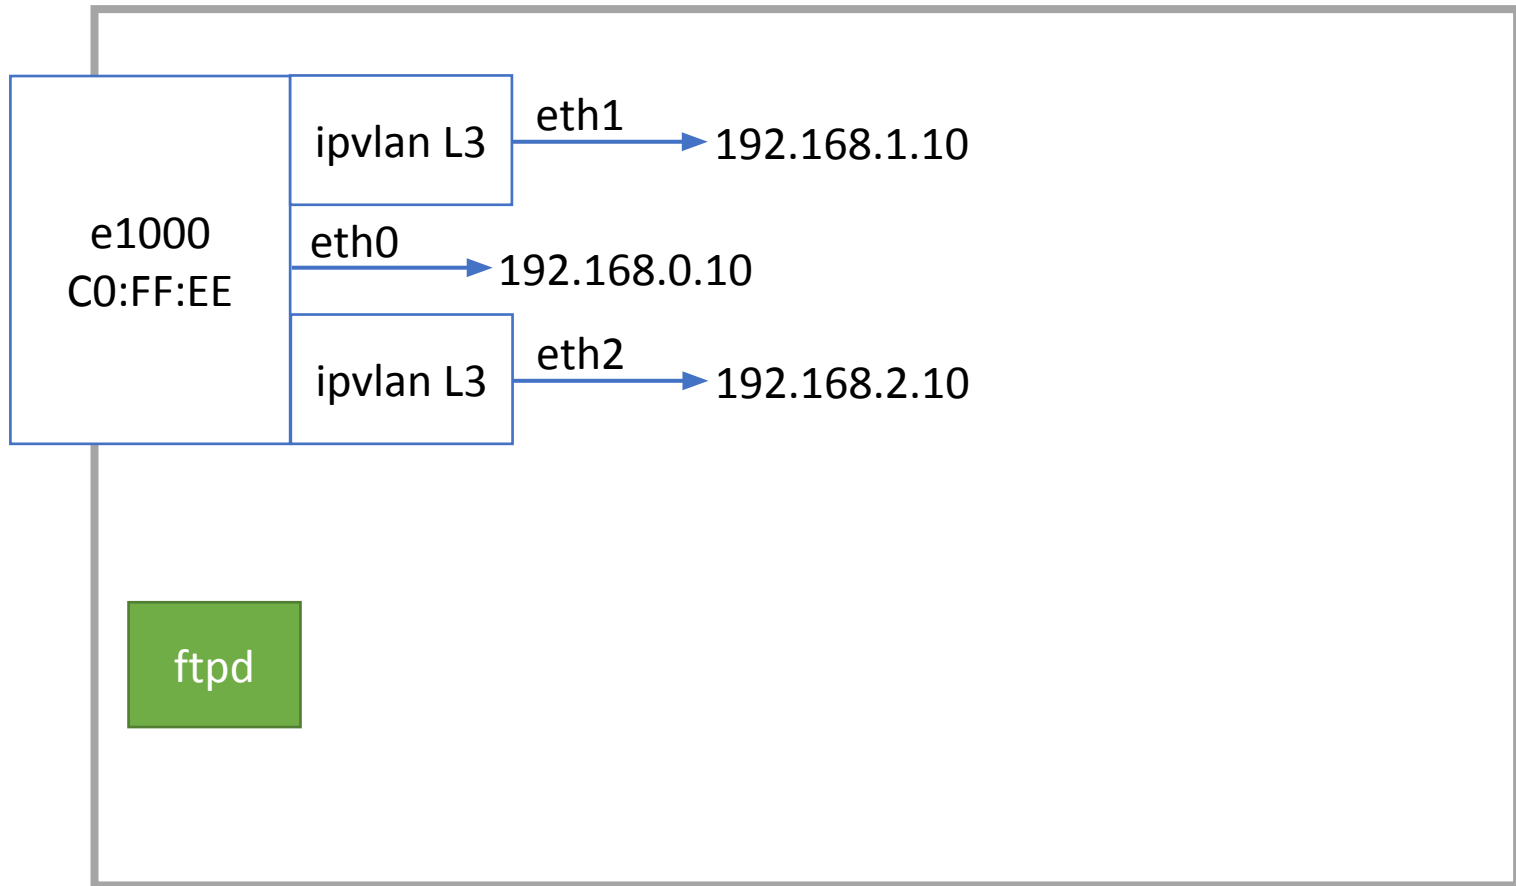 ipvlan L3
eth1
192.168.1.10
e1000
C0:FF:EE
eth0
192.168.0.10
ipvlan L3
eth2
192.168.2.10
ftpd